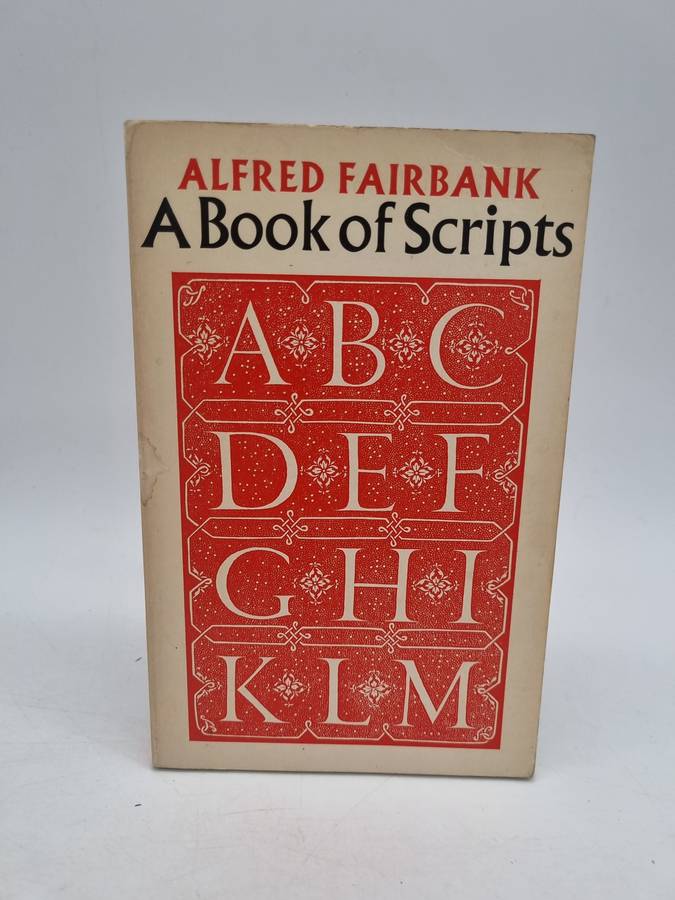 ALFRED FAIRBANK
A Book of Scripts
A B C
D E F
G H I
K L M